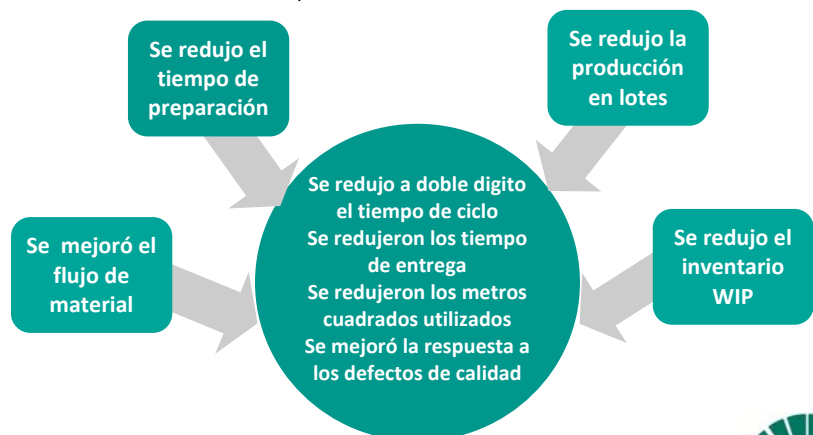 Se redujo el
tiempo de
preparación
Se redujo la
producción
en lotes
Se mejoró el
flujo de
material
Se redujo a doble digito
el tiempo de ciclo
Se redujeron los tiempo
de entrega
Se redujeron los metros
cuadrados utilizados
Se mejoró la respuesta a
los defectos de calidad
Se redujo el
inventario
WIP